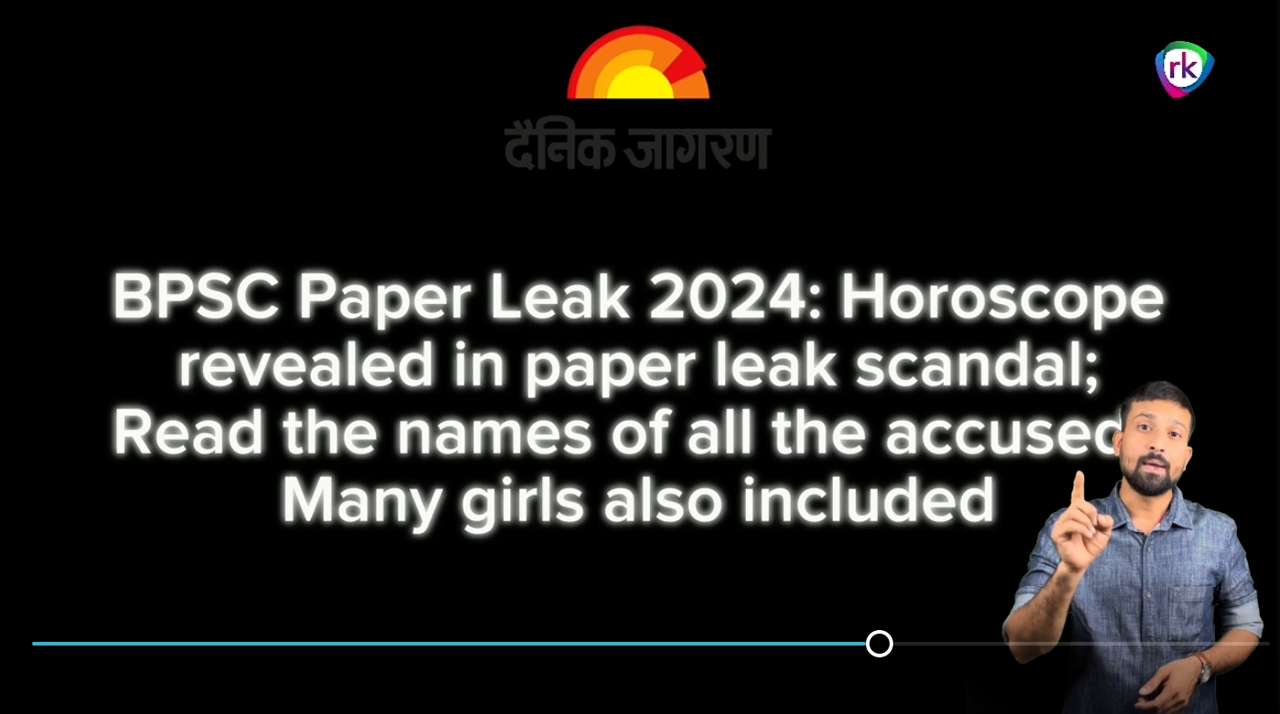 rk
दैनिक जागरण
BPSC Paper Leak 2024: Horoscope
revealed in paper leak scandal;
Read the names of all the accused
Many girls also included